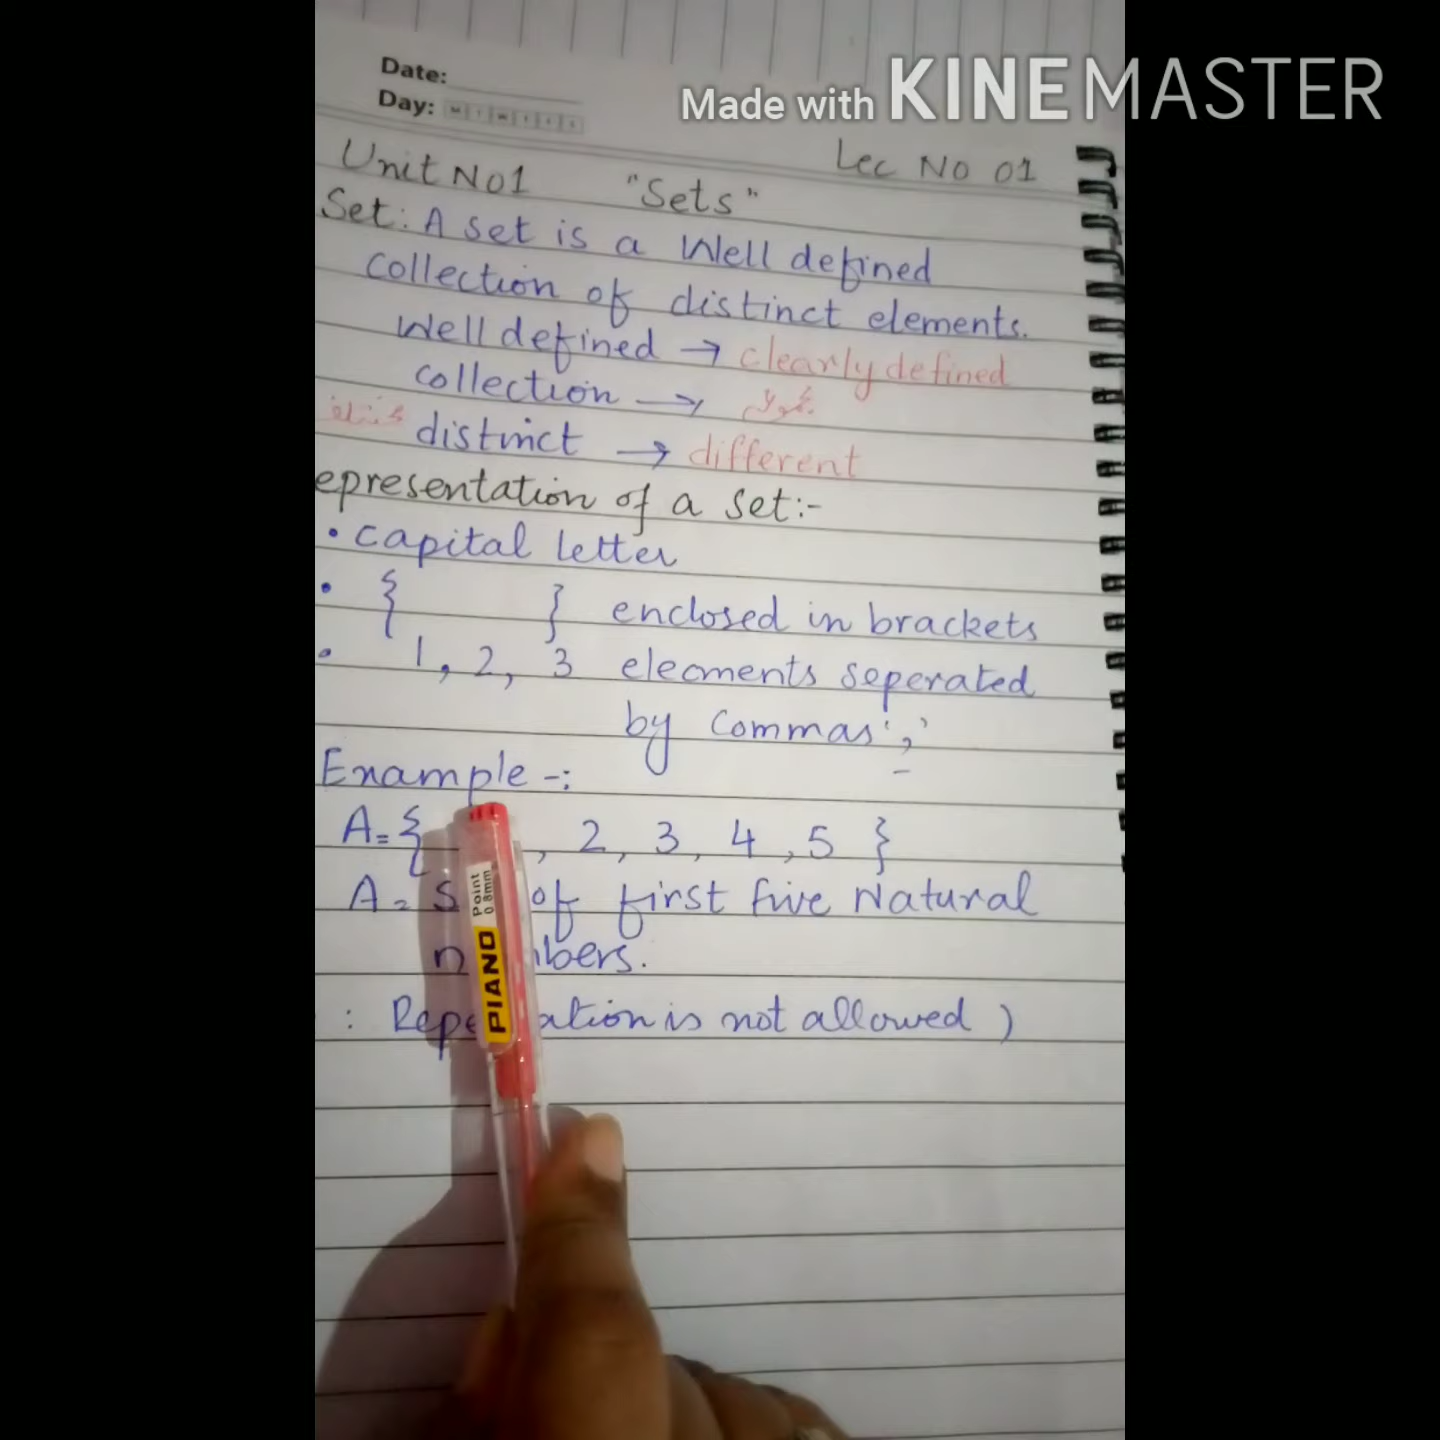 Made with KINEMASTER
Date:
Day:
Lec No 01
Unit No1 "Sets"
Set: A set is a Well defined
collection of distinct elements.
Well defined → clearly defined
collection →
distinct → different
epresentation of a set:-
• capital letter
• { } enclosed in brackets
• 1, 2, 3 elecments seperated
by commas ','
Example -:
A= { , 2, 3, 4, 5 }
A = S of first five Natural
n mbers.
: Repe ation is not allowed )
Point
0.8mm
PIANO